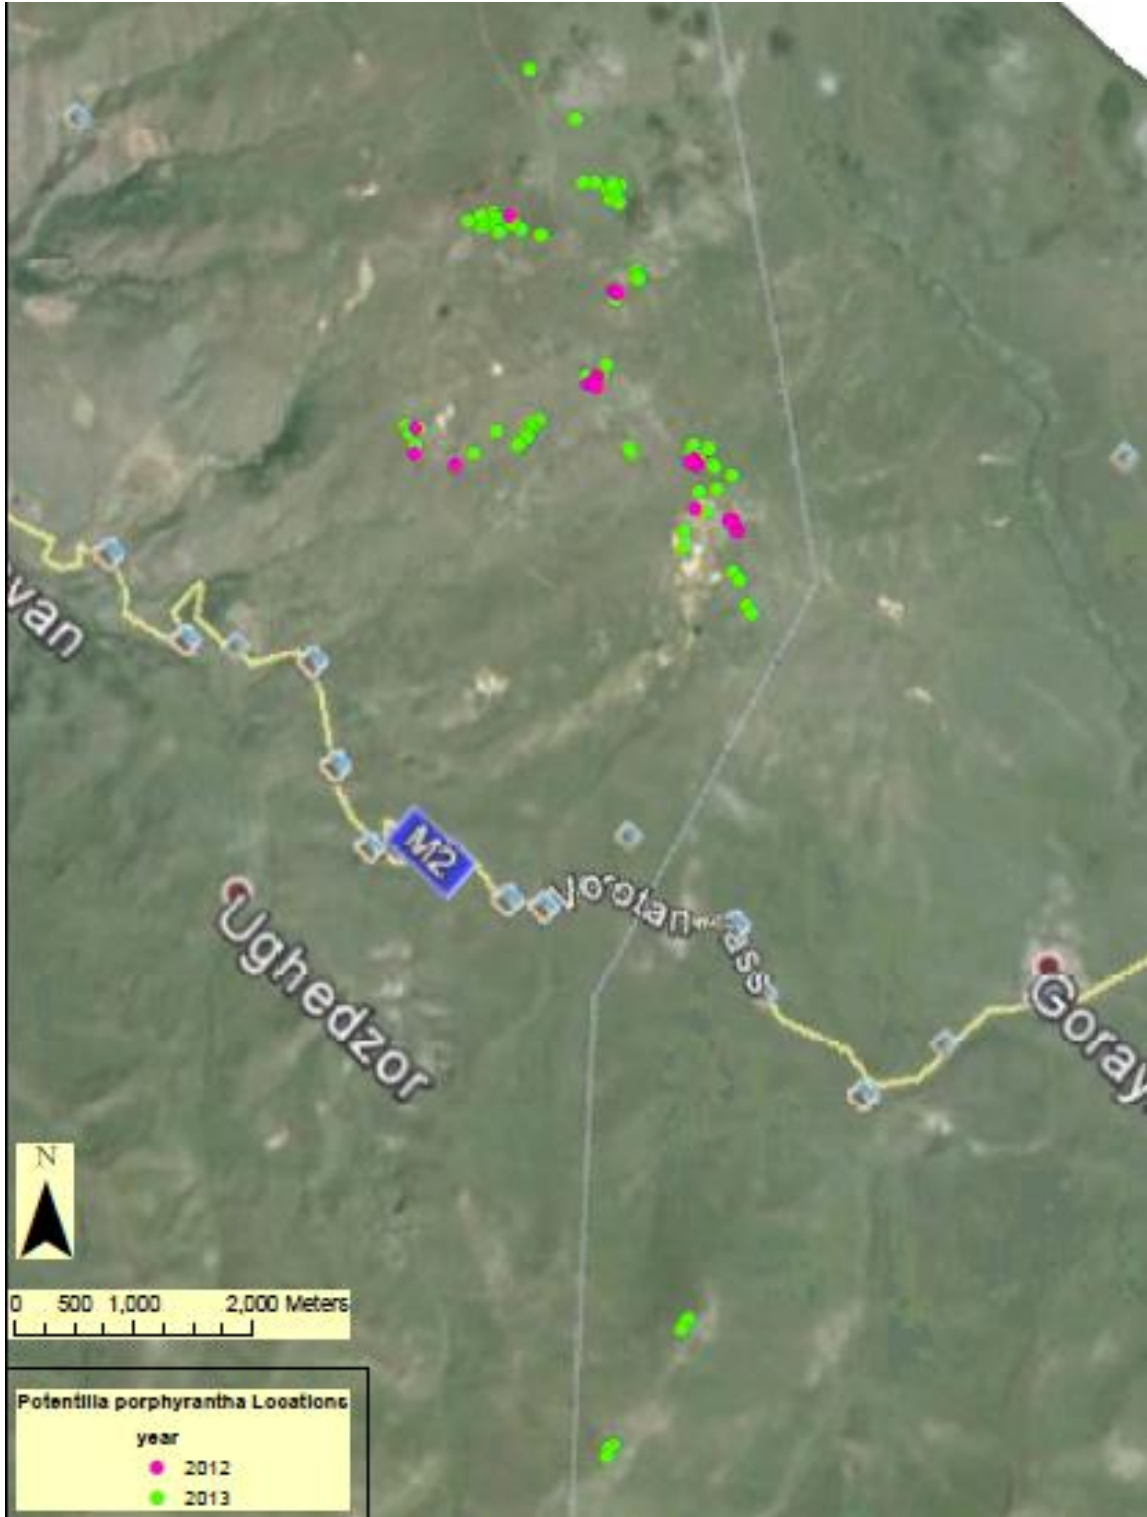 van
M2
Vorotan Pass
Ughedzor
Goray
N
0 500 1,000 2,000 Meters
Potentilla porphyrantha Locations
year
2012
2013